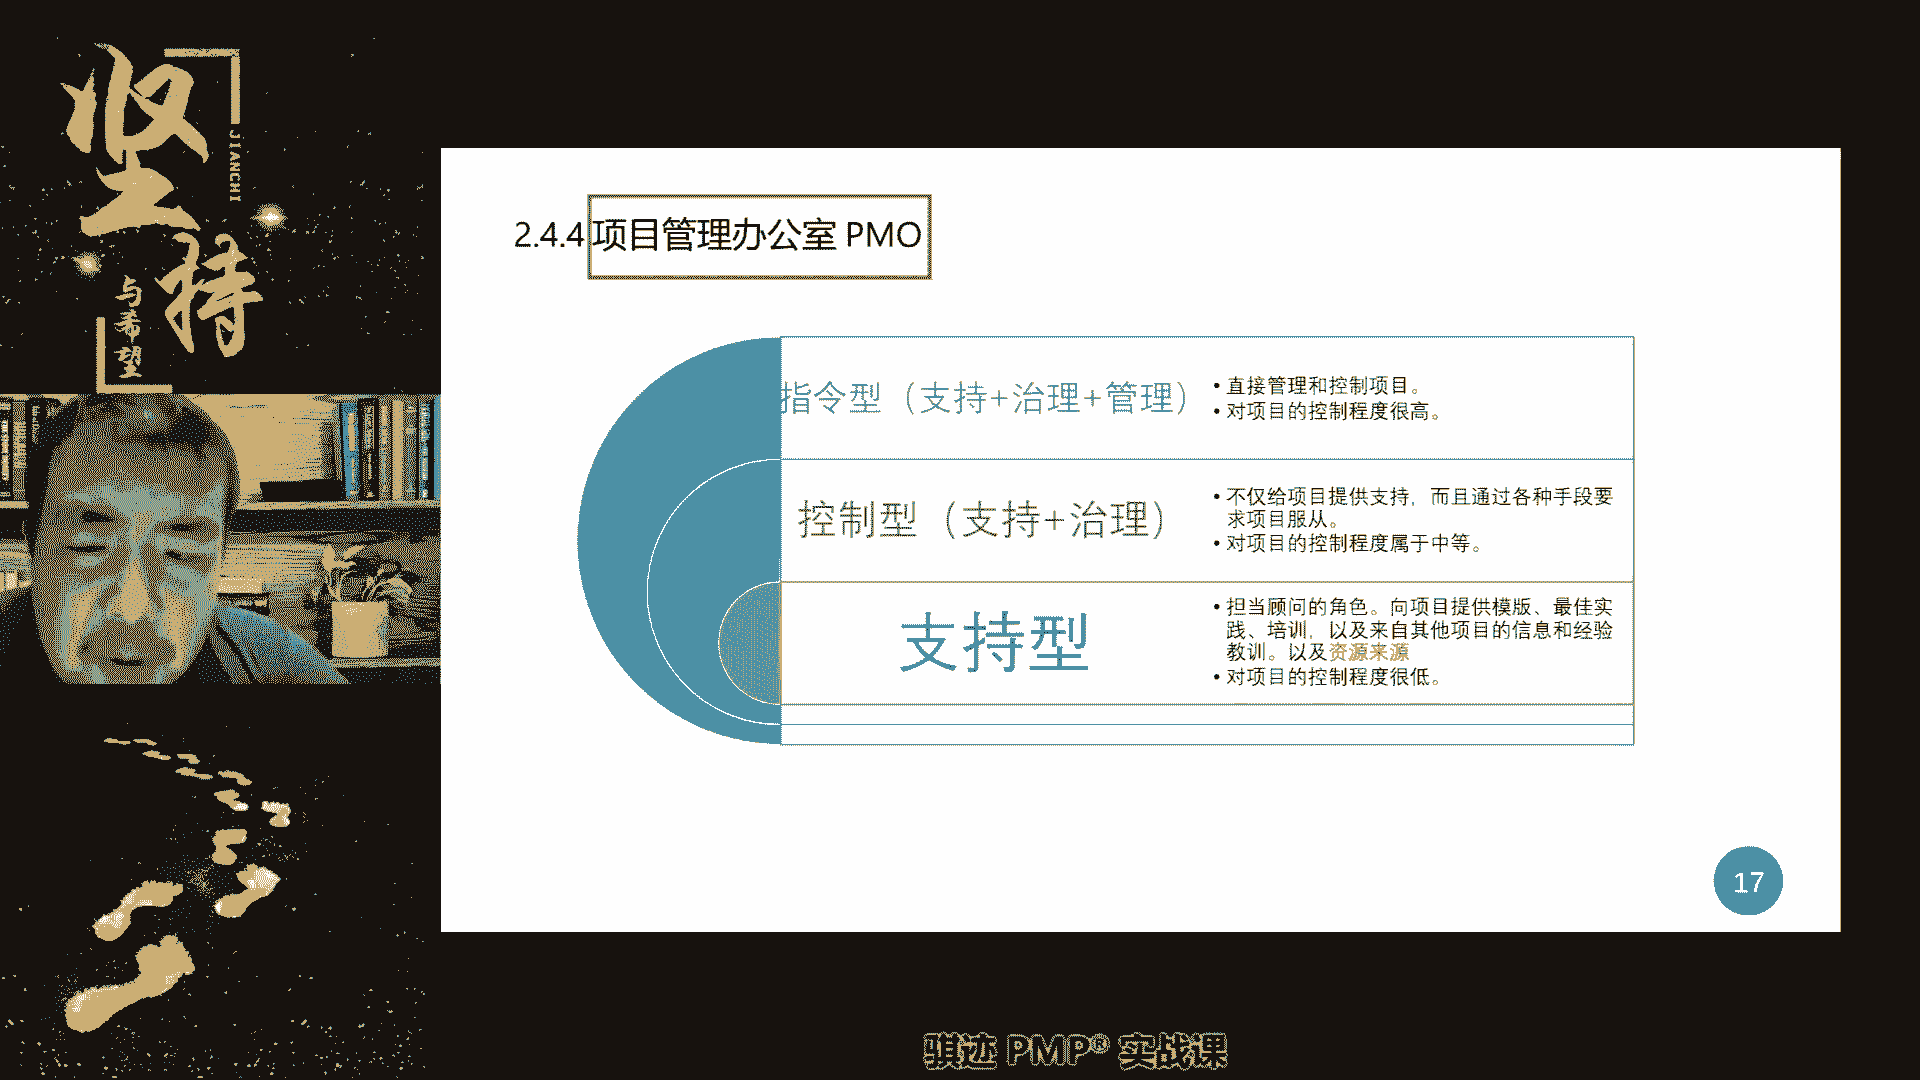 坚持
JIANCHI
与希望
2.4.4 项目管理办公室 PMO
指令型（支持+治理+管理）
• 直接管理和控制项目。
• 对项目的控制程度很高。
控制型（支持+治理）
• 不仅给项目提供支持，而且通过各种手段要
求项目服从。
• 对项目的控制程度属于中等。
支持型
• 担当顾问的角色。向项目提供模版、最佳实
践、培训，以及来自其他项目的信息和经验
教训。以及资源来源
• 对项目的控制程度很低。
17
骐迹 PMP® 实战课